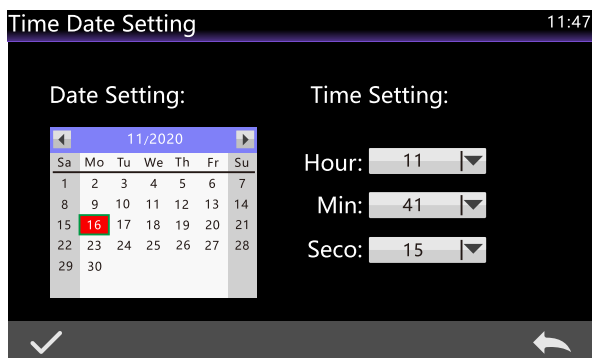 Time Date Setting 11:47
Date Setting: Time Setting:
11/2020
Sa Mo Tu We Th Fr Su
1 2 3 4 5 6 7
8 9 10 11 12 13 14
15 16 17 18 19 20 21
22 23 24 25 26 27 28
29 30
Hour: 11
Min: 41
Seco: 15